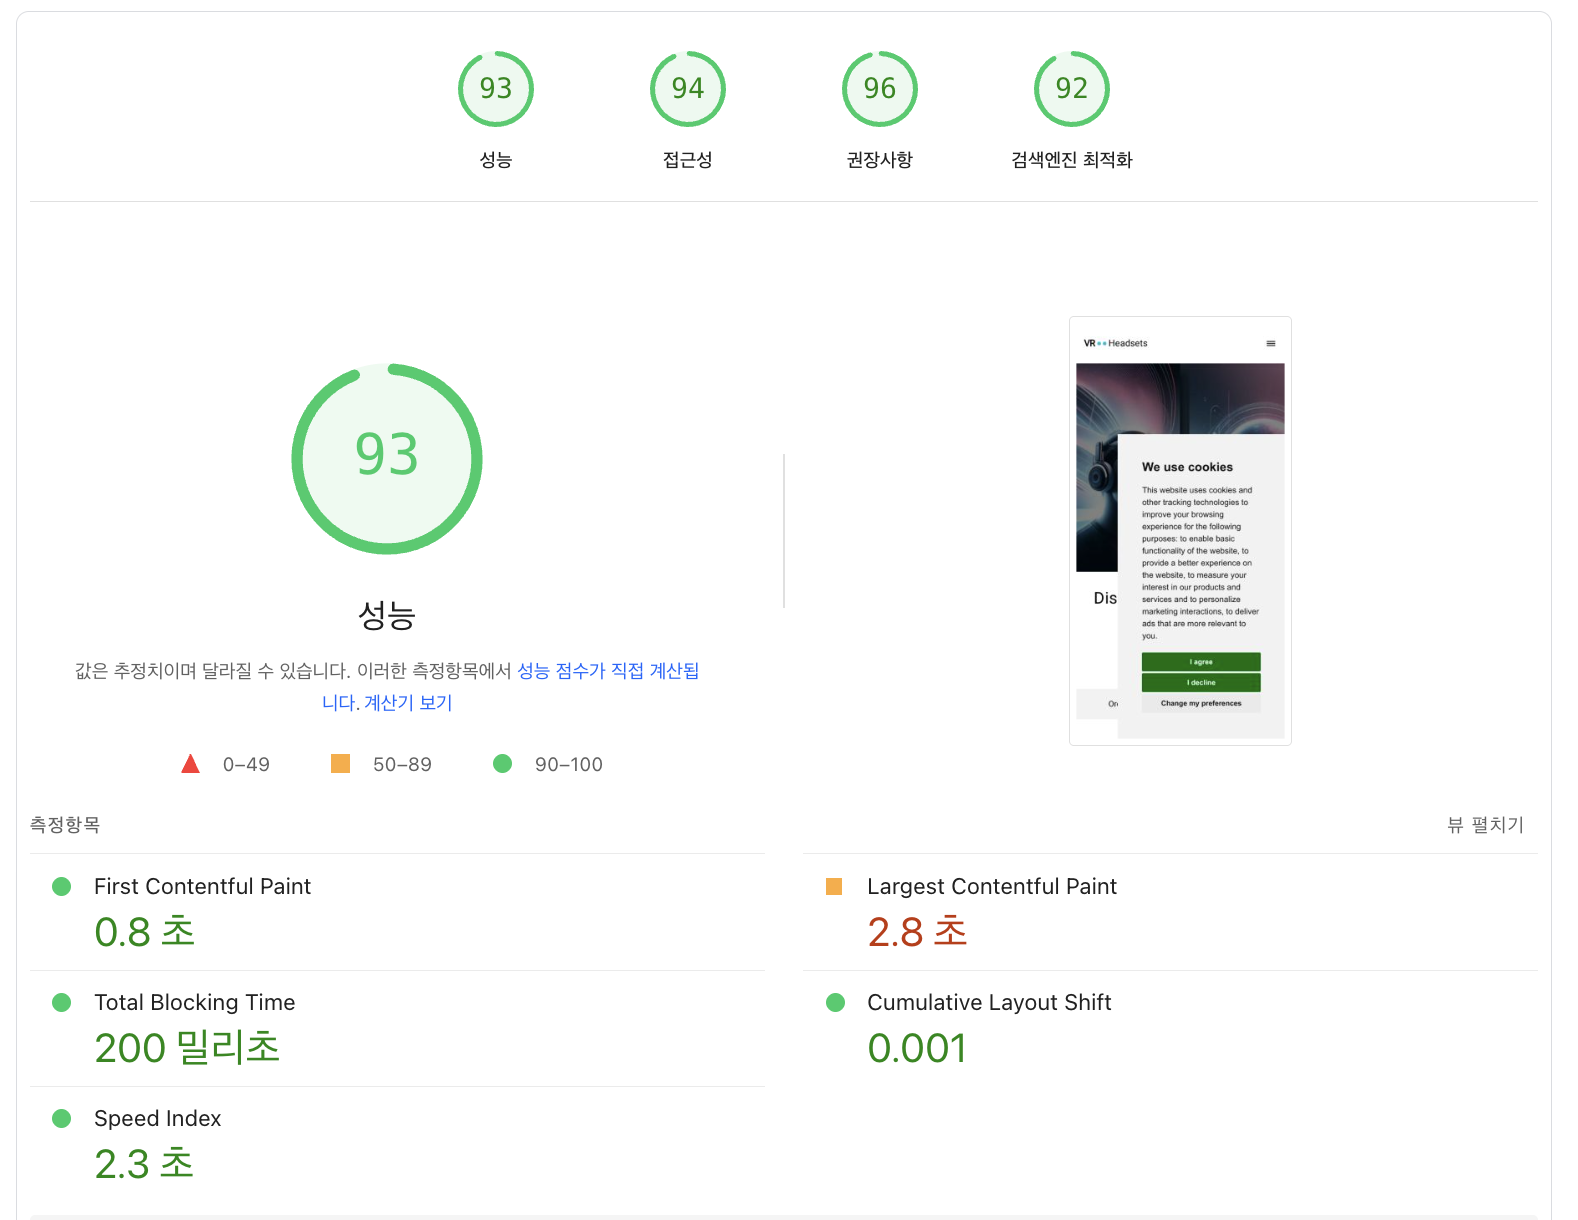 93
성능
94
접근성
96
권장사항
92
검색엔진 최적화
93
성능
값은 추정치이며 달라질 수 있습니다. 이러한 측정항목에서 성능 점수가 직접 계산됩
니다. 계산기 보기
0–49
50–89
90–100
VR Headsets
We use cookies
This website uses cookies and
other tracking technologies to
improve your browsing
experience for the following
purposes: to enable basic
functionality of the website, to
provide a better experience on
the website, to measure your
interest in our products and
services and to personalize
marketing interactions, to deliver
ads that are more relevant to
you.
Dis
I agree
I decline
Change my preferences
Or
측정항목
뷰 펼치기
First Contentful Paint
0.8 초
Largest Contentful Paint
2.8 초
Total Blocking Time
200 밀리초
Cumulative Layout Shift
0.001
Speed Index
2.3 초